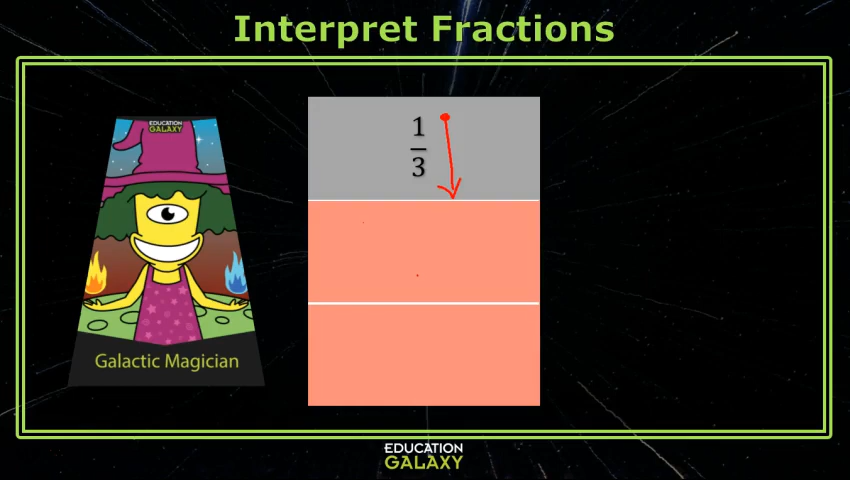 Interpret Fractions
EDUCATION
GALAXY
1
3
Galactic Magician
EDUCATION
GALAXY